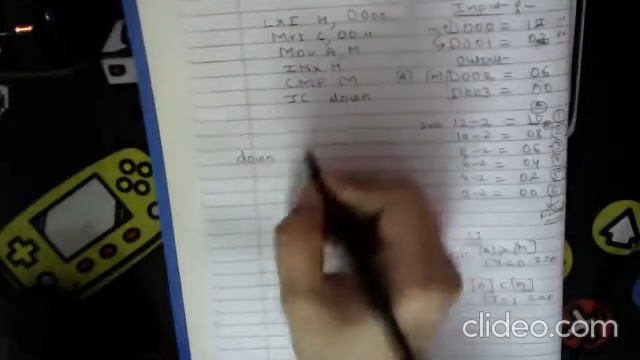 LXI H, D000
MVI C, 00H
MOV A, M
INX H
CMP M
JC down
down
Input :-
D000 = 12
D001 = 02
Output
[A] [M] D002 = 06
D003 = 00
12-2 = 10
10-2 = 08
8-2 = 06
6-2 = 04
4-2 = 02
2-2 = 00
[A] > [M]
[A] < [M]
clideo.com